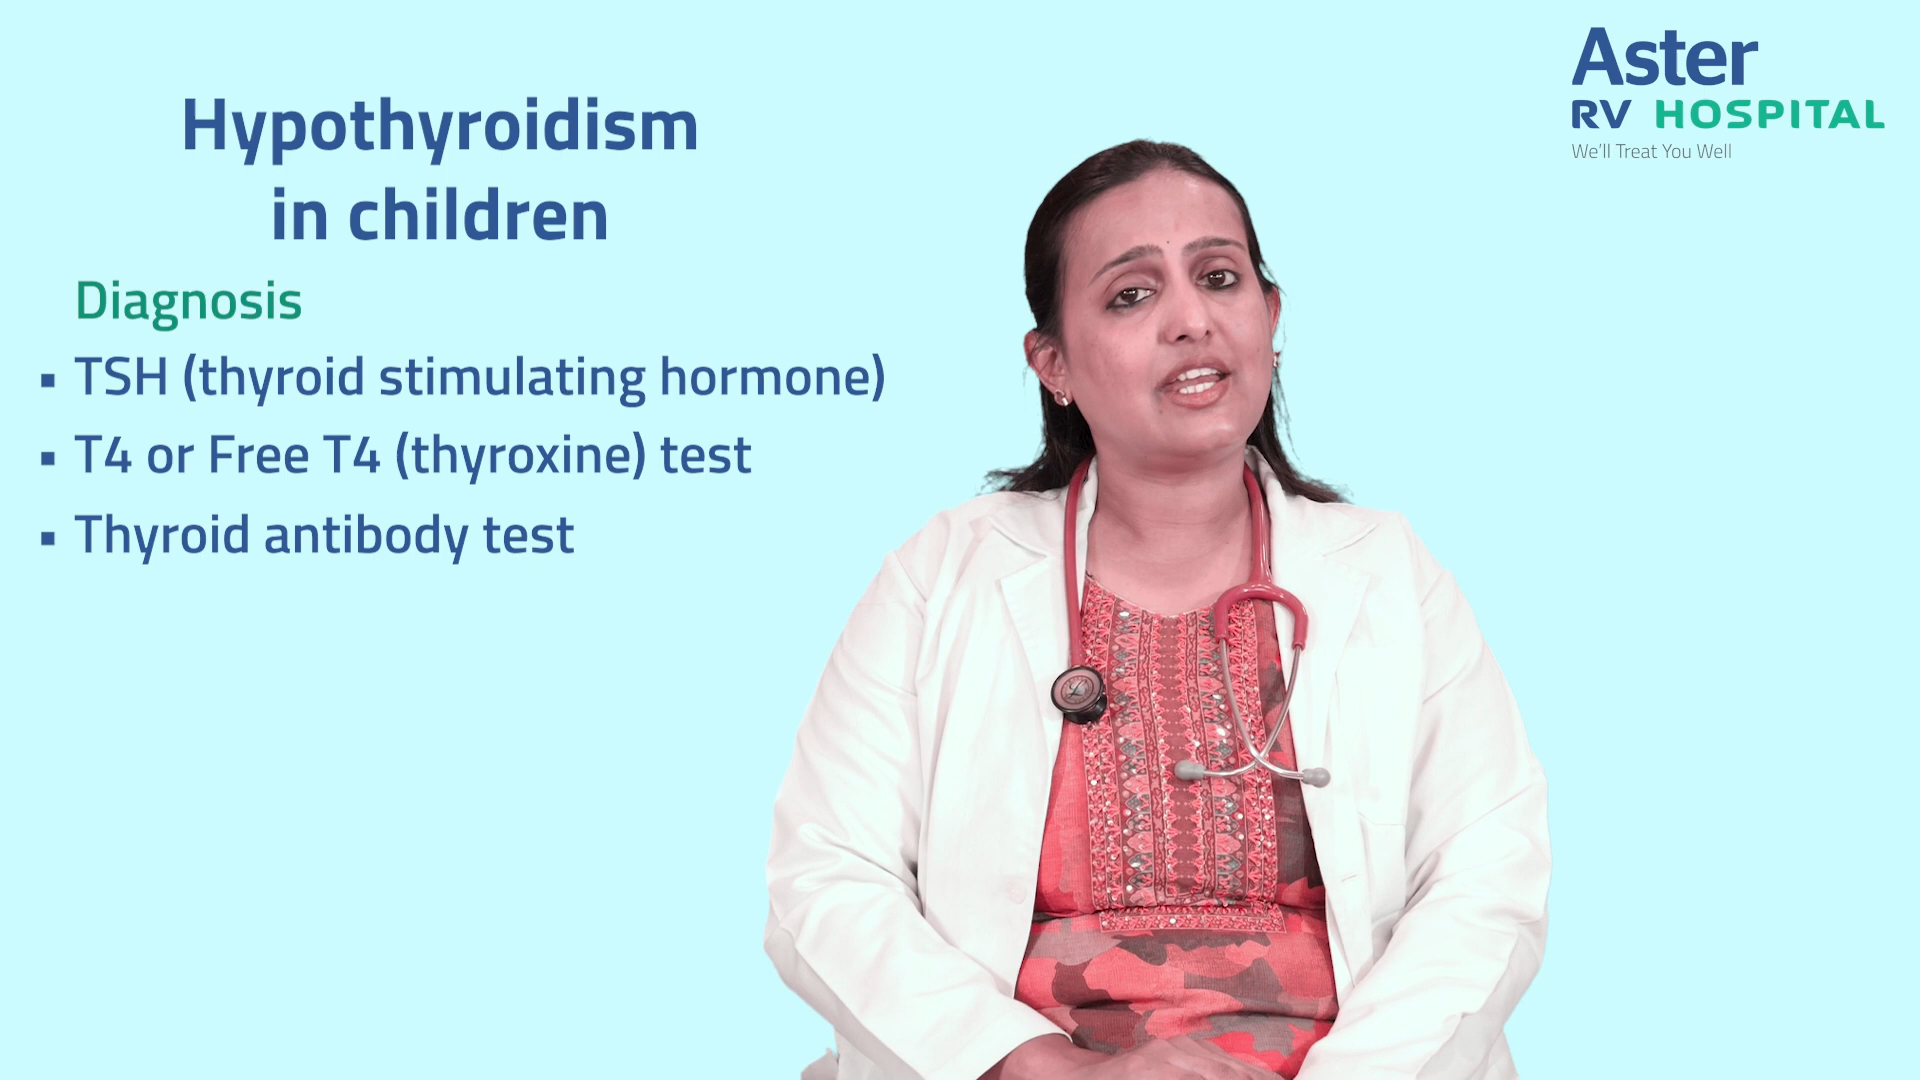 Aster
RV HOSPITAL
We'll Treat You Well
Hypothyroidism
in children
Diagnosis
▪ TSH (thyroid stimulating hormone)
▪ T4 or Free T4 (thyroxine) test
▪ Thyroid antibody test